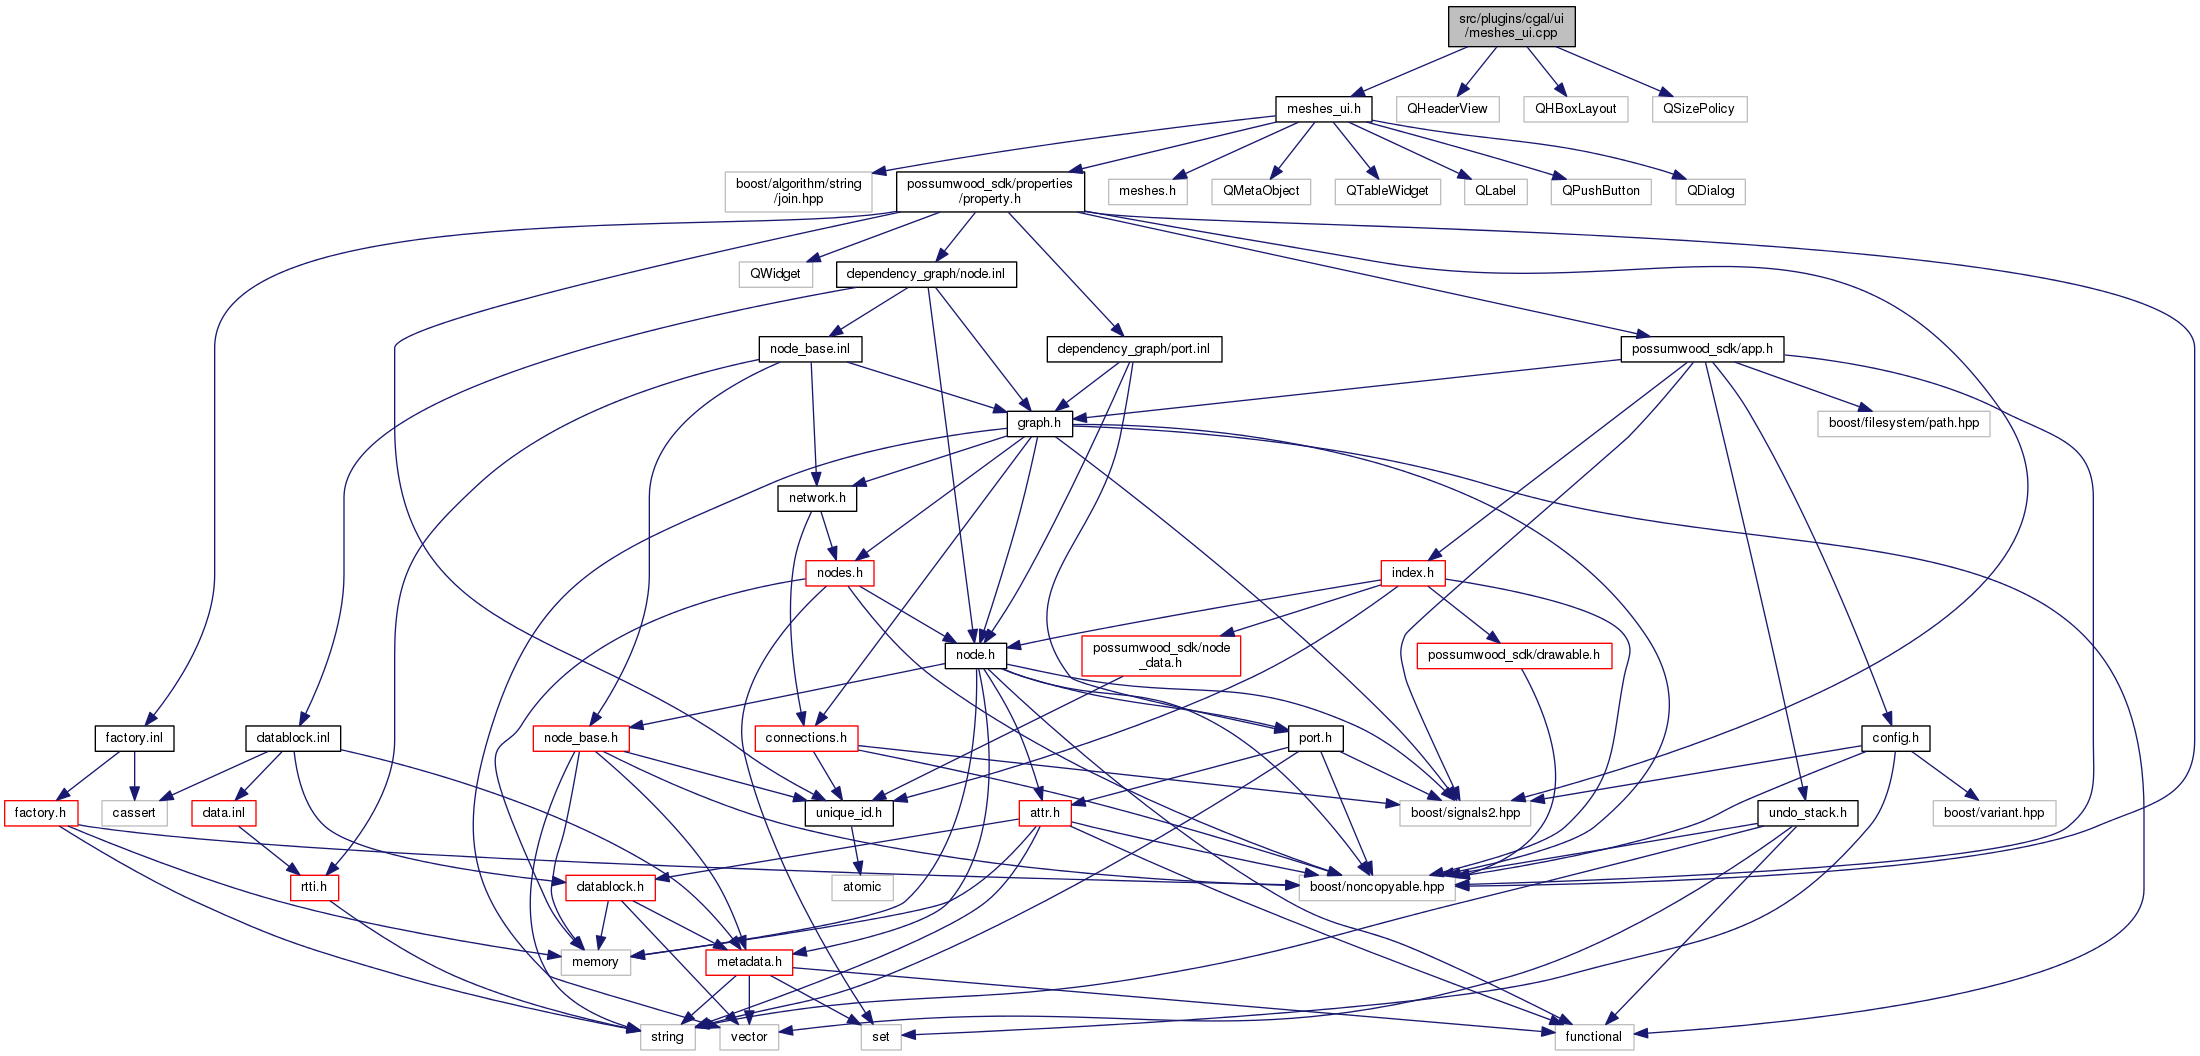 src/plugins/cgal/ui
/meshes_ui.cpp
meshes_ui.h
QHeaderView
QHBoxLayout
QSizePolicy
boost/algorithm/string
/join.hpp
possumwood_sdk/properties
/property.h
meshes.h
QMetaObject
QTableWidget
QLabel
QPushButton
QDialog
QWidget
dependency_graph/node.inl
node_base.inl
dependency_graph/port.inl
possumwood_sdk/app.h
graph.h
boost/filesystem/path.hpp
network.h
nodes.h
index.h
node.h
possumwood_sdk/node
_data.h
possumwood_sdk/drawable.h
factory.inl
datablock.inl
node_base.h
connections.h
port.h
config.h
factory.h
cassert
data.inl
unique_id.h
attr.h
boost/signals2.hpp
undo_stack.h
boost/variant.hpp
rtti.h
datablock.h
atomic
boost/noncopyable.hpp
memory
metadata.h
string
vector
set
functional